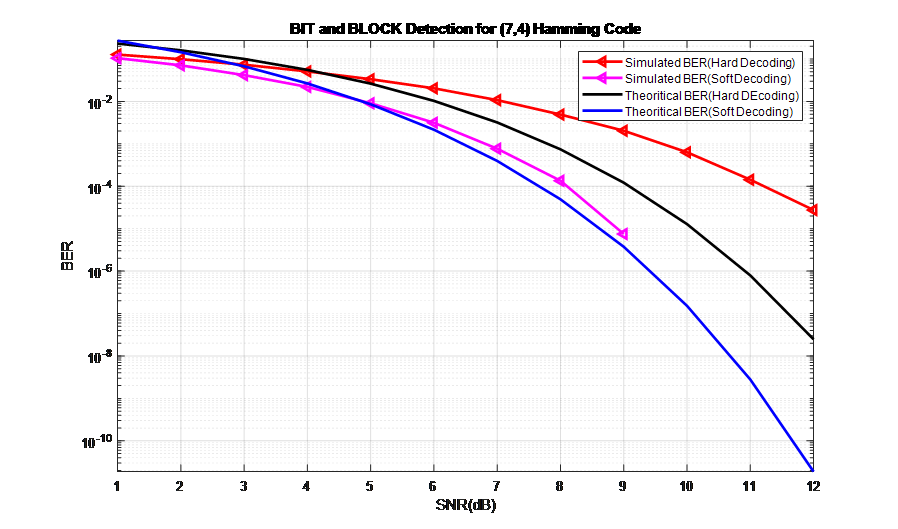 BIT and BLOCK Detection for (7,4) Hamming Code
Simulated BER(Hard Decoding)
Simulated BER(Soft Decoding)
Theoritical BER(Hard DEcoding)
Theoritical BER(Soft Decoding)
10^-2
10^-4
10^-6
10^-8
10^-10
BER
1 2 3 4 5 6 7 8 9 10 11 12
SNR(dB)